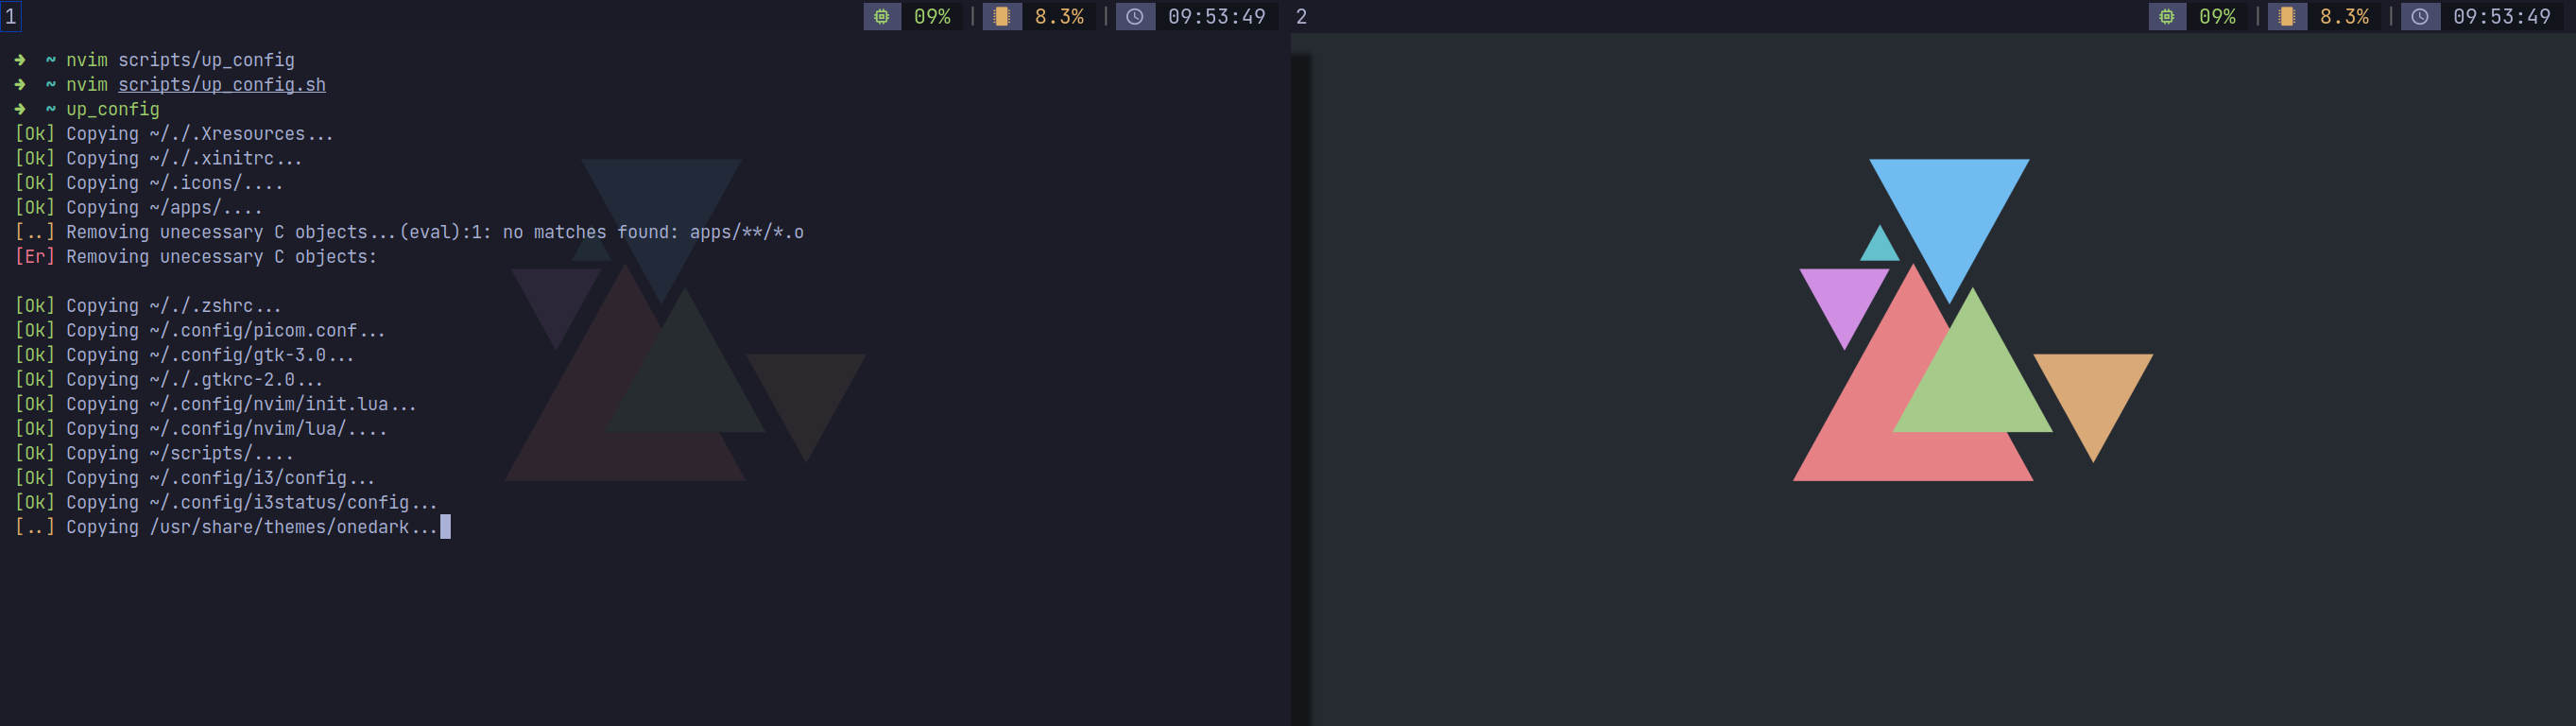 1 09% | 8.3% | 09:53:49 2 09% | 8.3% | 09:53:49
➜ ~ nvim scripts/up_config
➜ ~ nvim scripts/up_config.sh
➜ ~ up_config
[Ok] Copying ~/./.Xresources...
[Ok] Copying ~/./.xinitrc...
[Ok] Copying ~/.icons/....
[Ok] Copying ~/apps/....
[..] Removing unecessary C objects...(eval):1: no matches found: apps/**/*.o
[Er] Removing unecessary C objects:
[Ok] Copying ~/./.zshrc...
[Ok] Copying ~/.config/picom.conf...
[Ok] Copying ~/.config/gtk-3.0...
[Ok] Copying ~/./.gtkrc-2.0...
[Ok] Copying ~/.config/nvim/init.lua...
[Ok] Copying ~/.config/nvim/lua/....
[Ok] Copying ~/scripts/....
[Ok] Copying ~/.config/i3/config...
[Ok] Copying ~/.config/i3status/config...
[..] Copying /usr/share/themes/onedark...